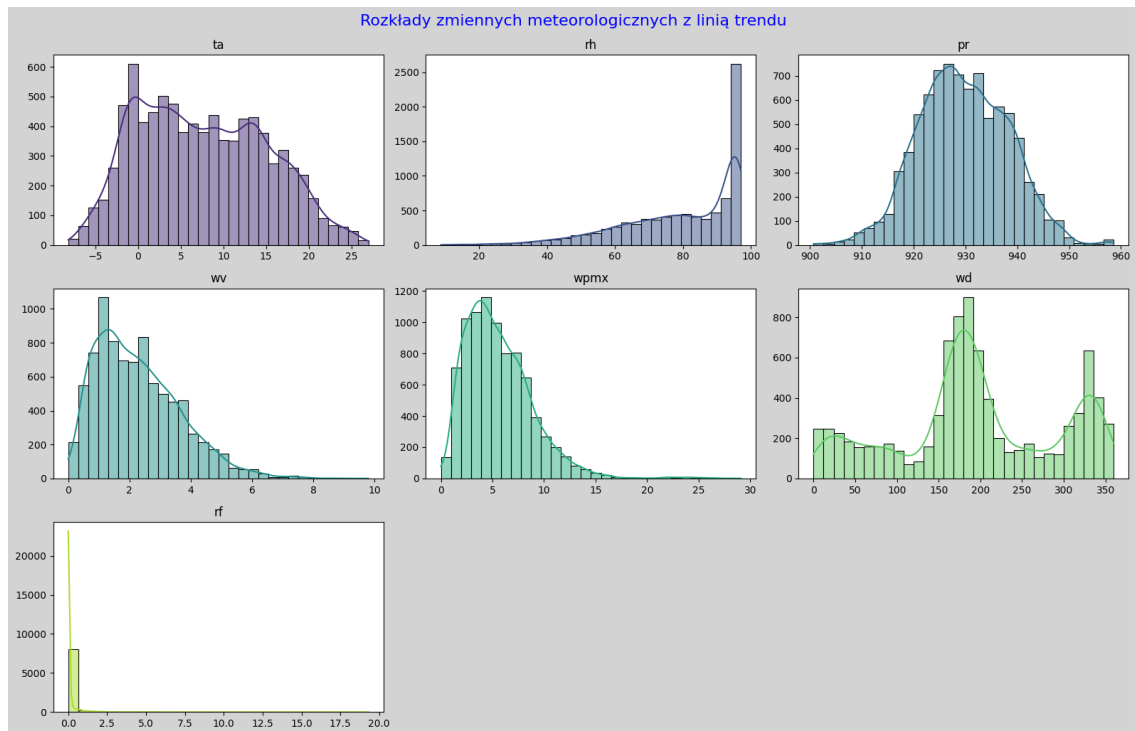 Rozkłady zmiennych meteorologicznych z linią trendu
ta
600
500
400
300
200
100
0
−5 0 5 10 15 20 25
rh
2500
2000
1500
1000
500
0
20 40 60 80 100
pr
700
600
500
400
300
200
100
0
900 910 920 930 940 950 960
wv
1000
800
600
400
200
0
0 2 4 6 8 10
wpmx
1200
1000
800
600
400
200
0
0 5 10 15 20 25 30
wd
800
600
400
200
0
0 50 100 150 200 250 300 350
rf
20000
15000
10000
5000
0
0.0 2.5 5.0 7.5 10.0 12.5 15.0 17.5 20.0